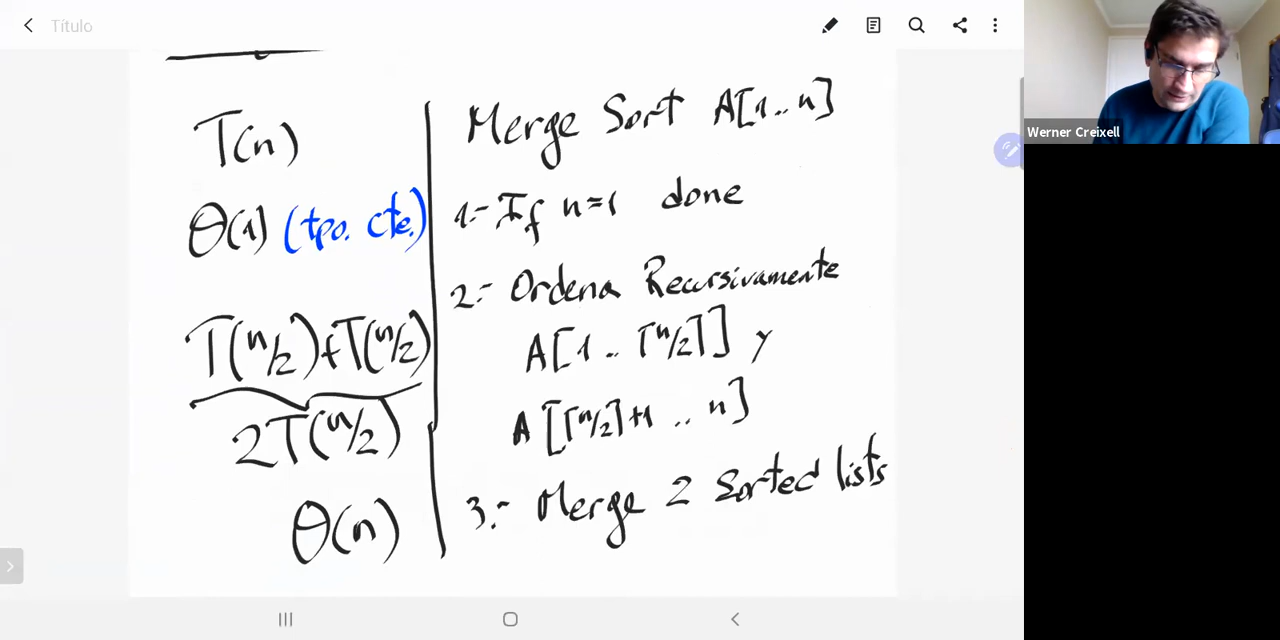 Título
T(n)
Θ(1) (tpo. cte.)
T(n/2)+T(n/2)
2T(n/2)
Θ(n)
Merge Sort A[1..n]
1.- If n=1 done
2.- Ordena Recursivamente
A[1.. ⌈n/2⌉] y
A[⌈n/2⌉+1 .. n]
3.- Merge 2 Sorted lists
Werner Creixell